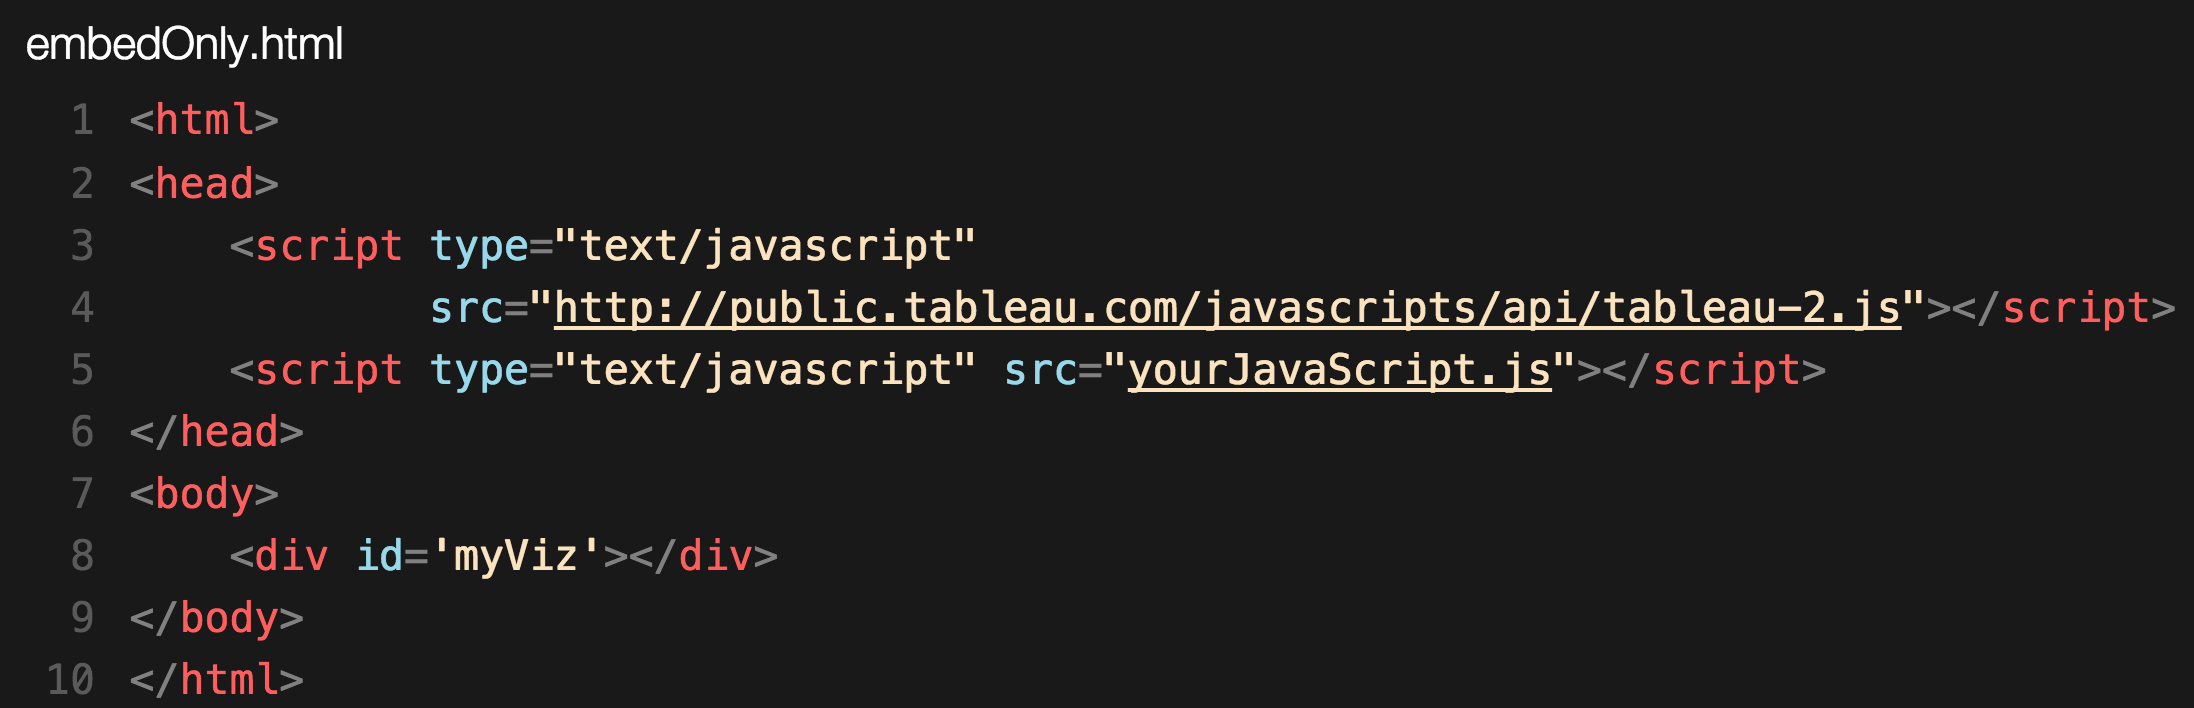 embedOnly.html
1 <html>
2 <head>
3     <script type="text/javascript"
4             src="http://public.tableau.com/javascripts/api/tableau-2.js"></script>
5     <script type="text/javascript" src="yourJavaScript.js"></script>
6 </head>
7 <body>
8     <div id='myViz'></div>
9 </body>
10 </html>